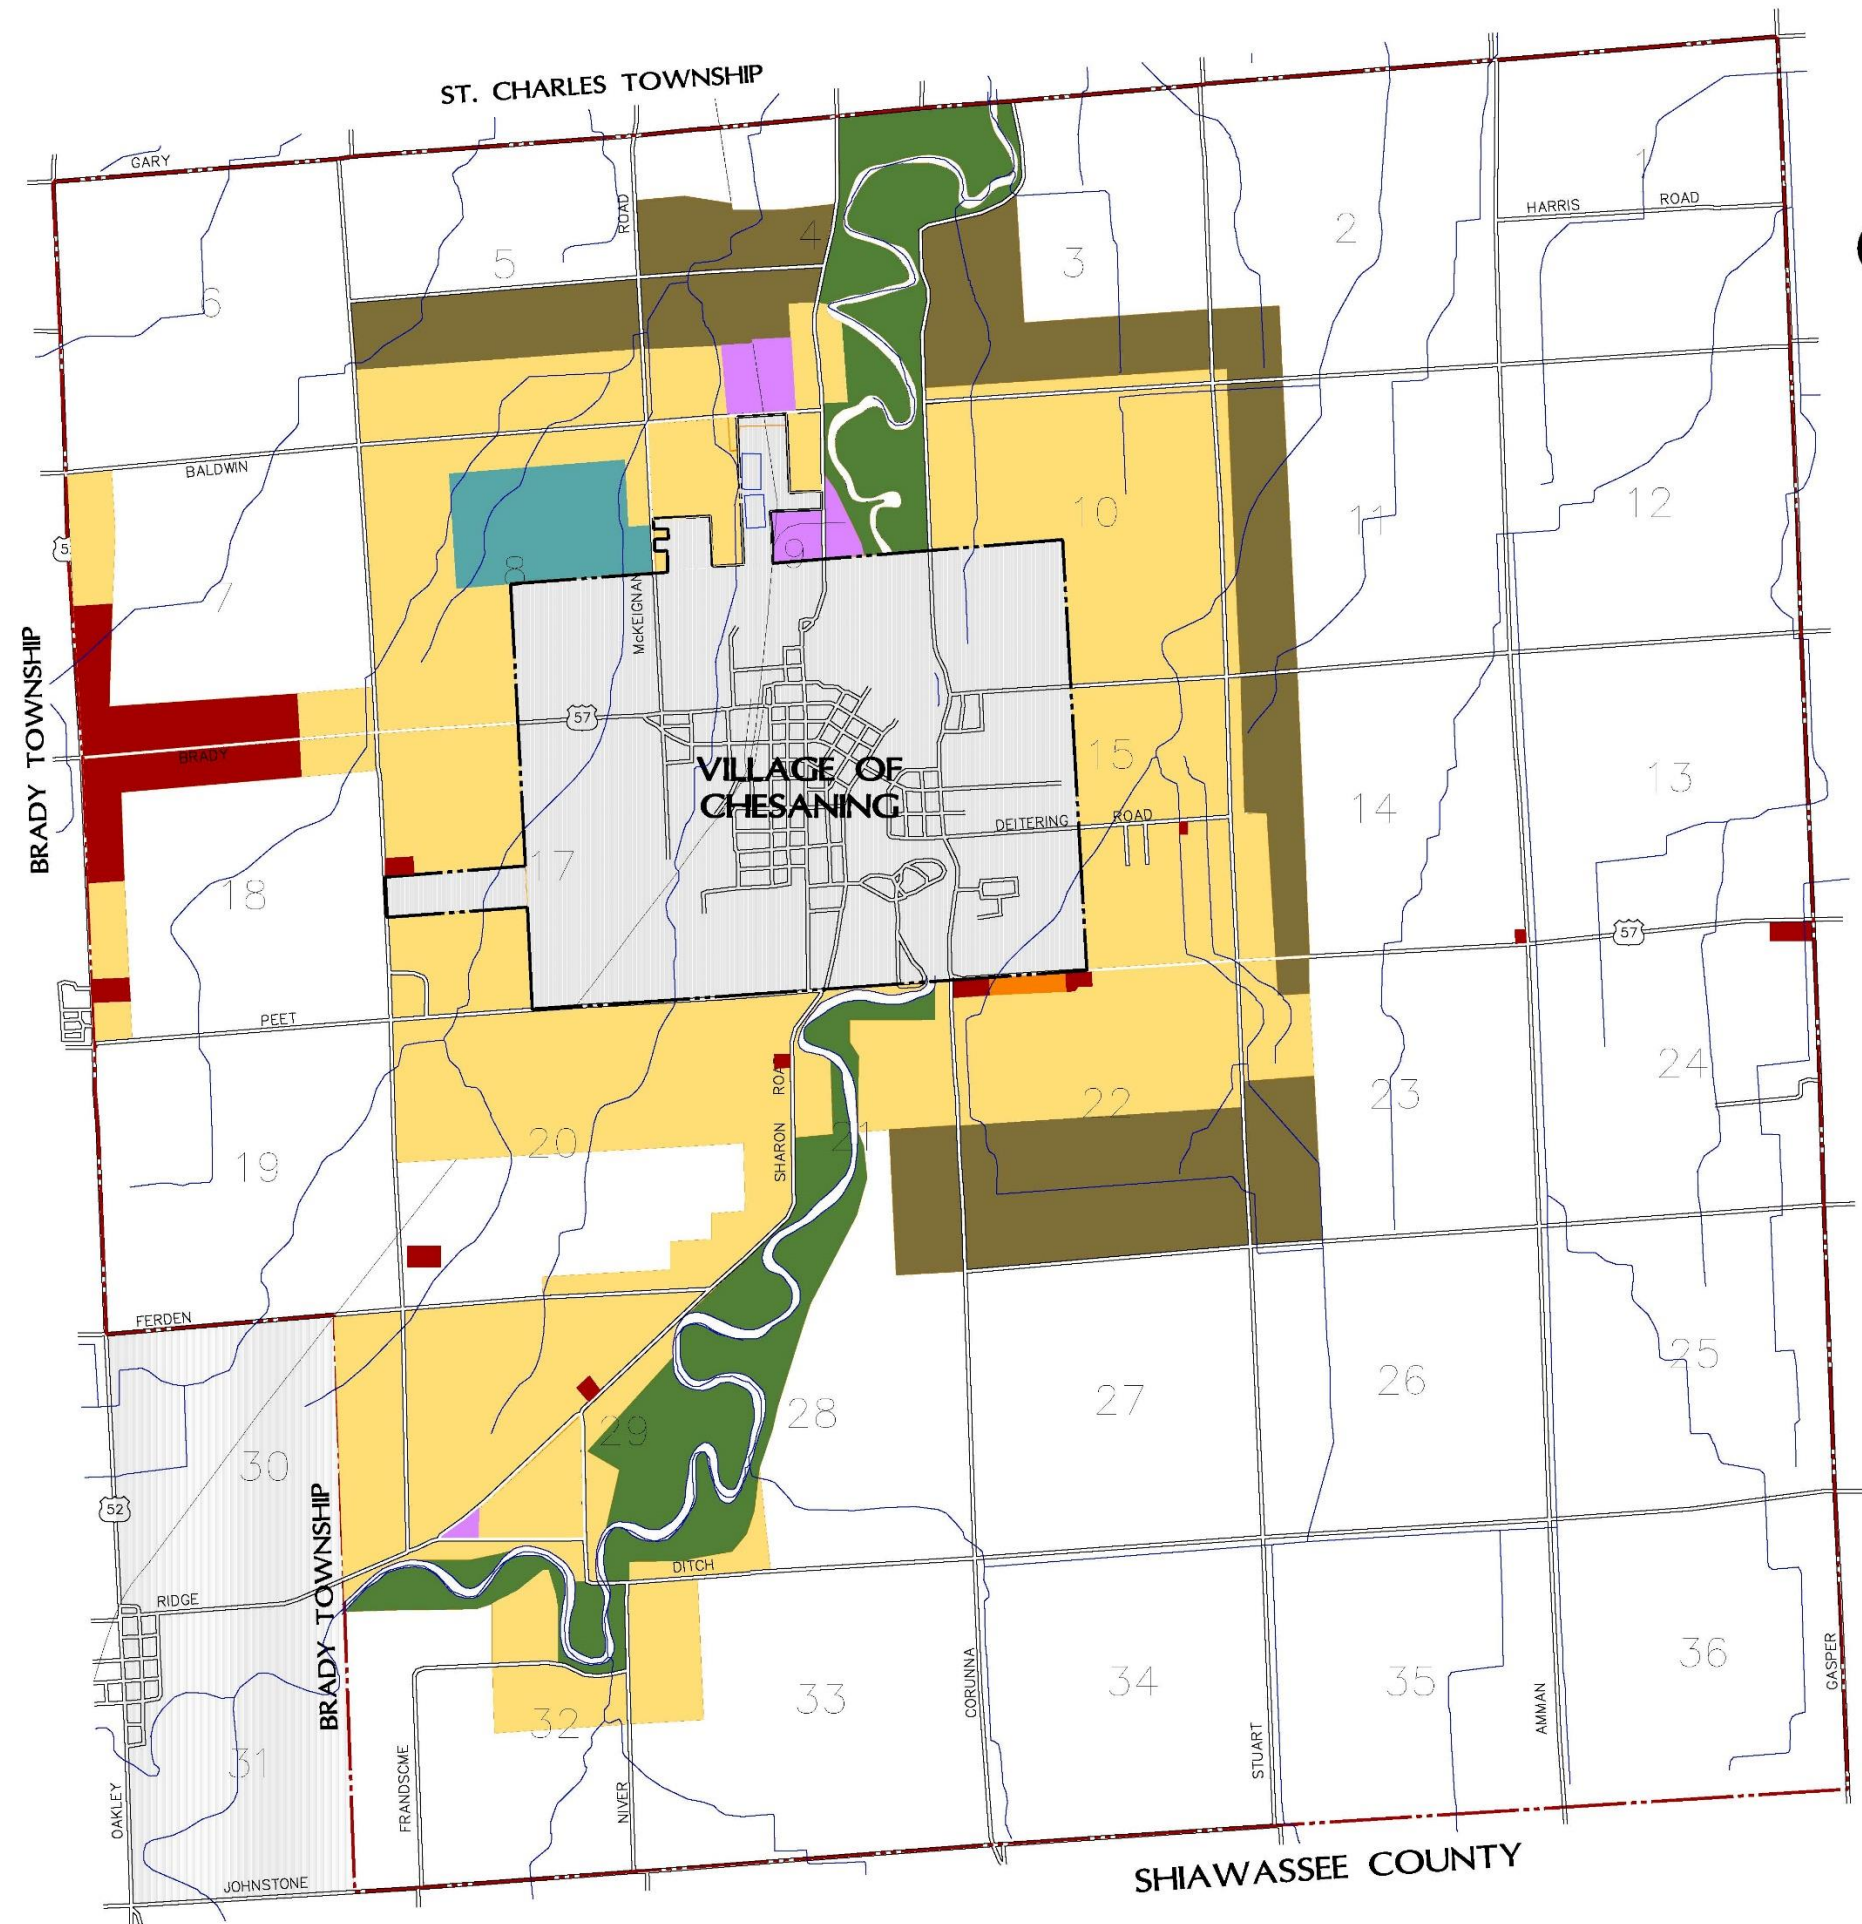 ST. CHARLES TOWNSHIP
GARY
1
HARRIS ROAD
ROAD
2
3
4
5
6
BALDWIN
5
7
8
9
10
11
12
McKEIGNAN
BRADY TOWNSHIP
57
BRADY
VILLAGE OF
CHESANING
15
14
13
DEITERING ROAD
17
18
57
PEET
SHARON ROA
19
20
21
22
23
24
FERDEN
30
29
28
27
26
25
52
BRADY TOWNSHIP
RIDGE
DITCH
31
32
33
34
35
36
OAKLEY
FRANDSCME
NIVER
CORUNNA
STUART
AMMAN
GASPER
JOHNSTONE
SHIAWASSEE COUNTY